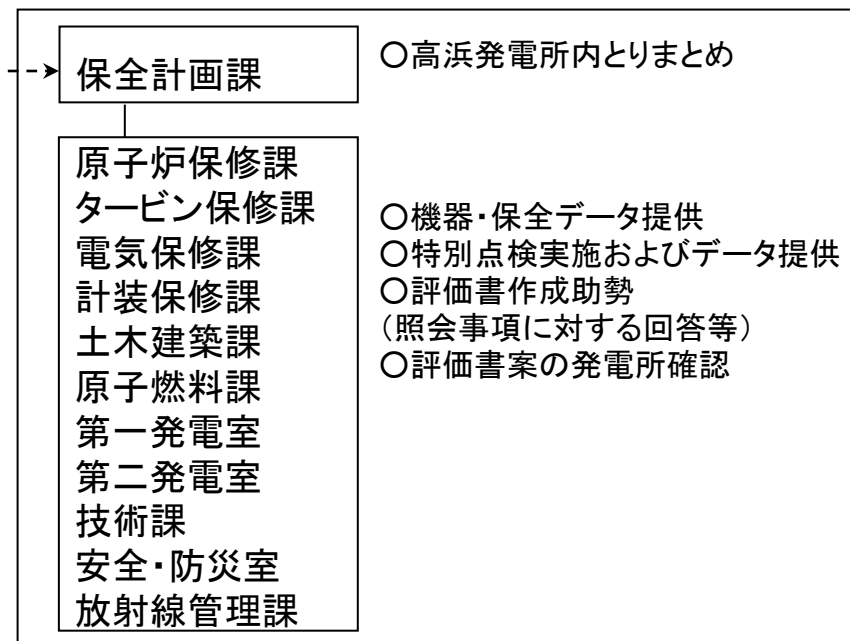 保全計画課
○高浜発電所内とりまとめ
原子炉保修課
タービン保修課
電気保修課
計装保修課
土木建築課
原子燃料課
第一発電室
第二発電室
技術課
安全・防災室
放射線管理課
○機器・保全データ提供
○特別点検実施およびデータ提供
○評価書作成助勢
（照会事項に対する回答等）
○評価書案の発電所確認